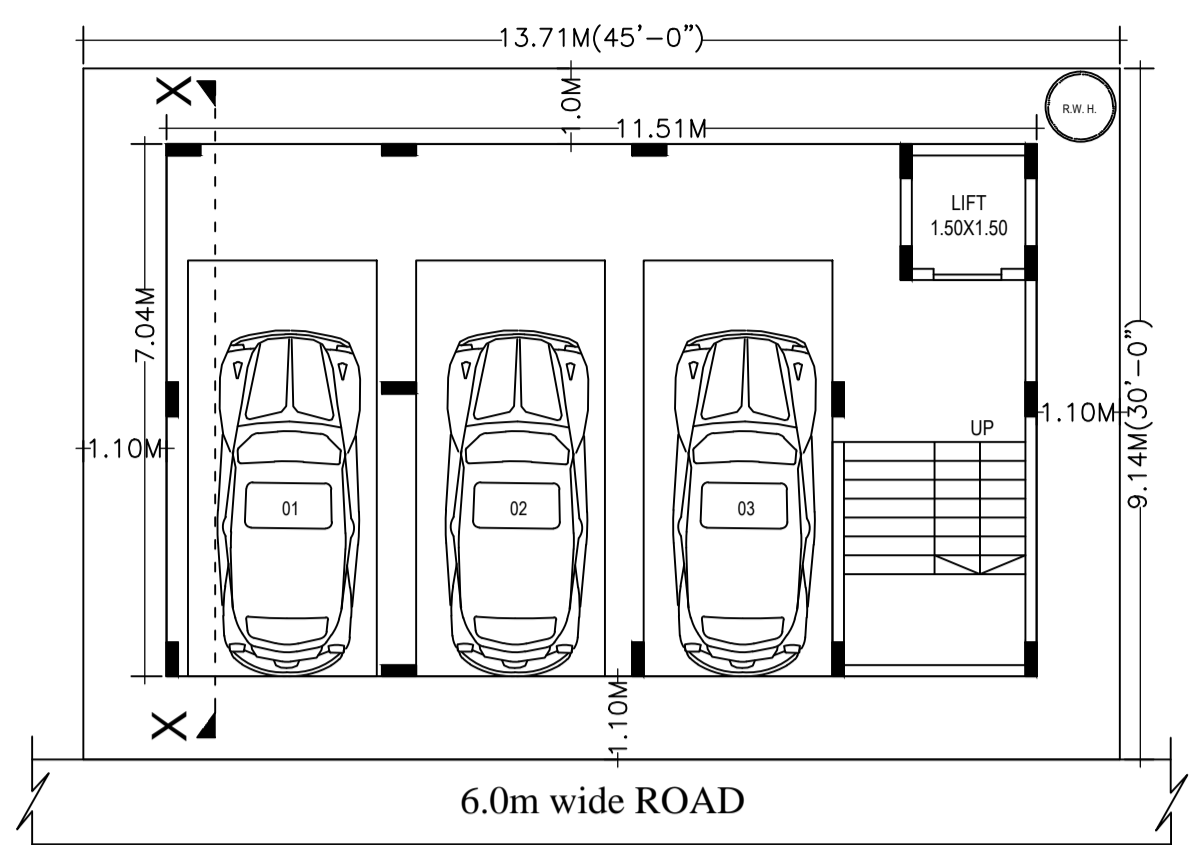 13.71M(45'-0")
X
1.0M
R.W. H.
11.51M
LIFT
1.50X1.50
7.04M
1.10M
1.10M
9.14M(30'-0")
UP
01
02
03
X
1.10M
6.0m wide ROAD